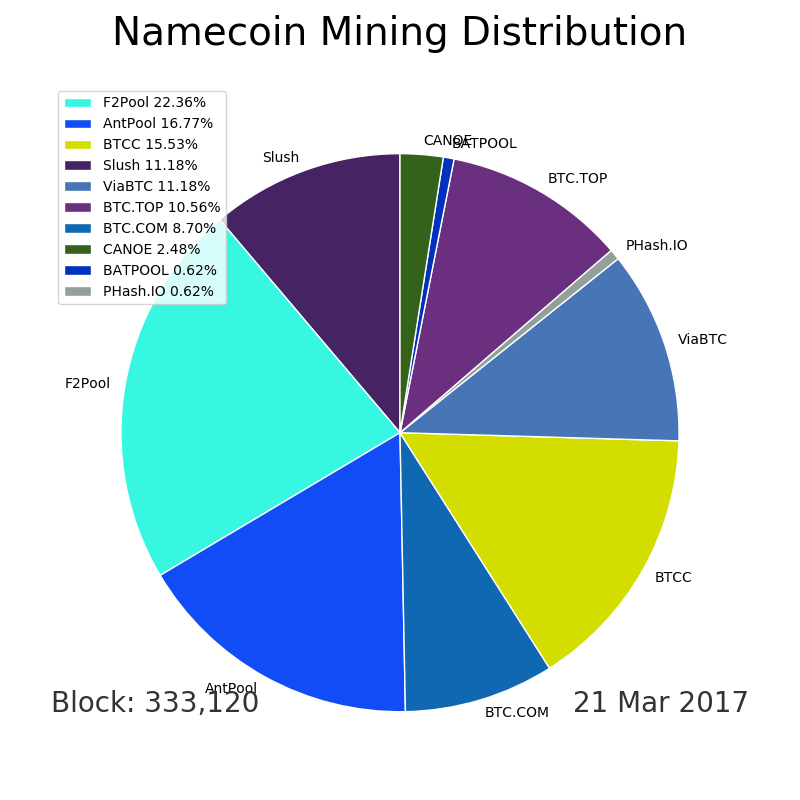 Namecoin Mining Distribution
F2Pool 22.36%
AntPool 16.77%
BTCC 15.53%
Slush 11.18%
ViaBTC 11.18%
BTC.TOP 10.56%
BTC.COM 8.70%
CANOE 2.48%
BATPOOL 0.62%
PHash.IO 0.62%
CANOE
BATPOOL
Slush
BTC.TOP
PHash.IO
ViaBTC
F2Pool
BTCC
AntPool
BTC.COM
Block: 333,120
21 Mar 2017